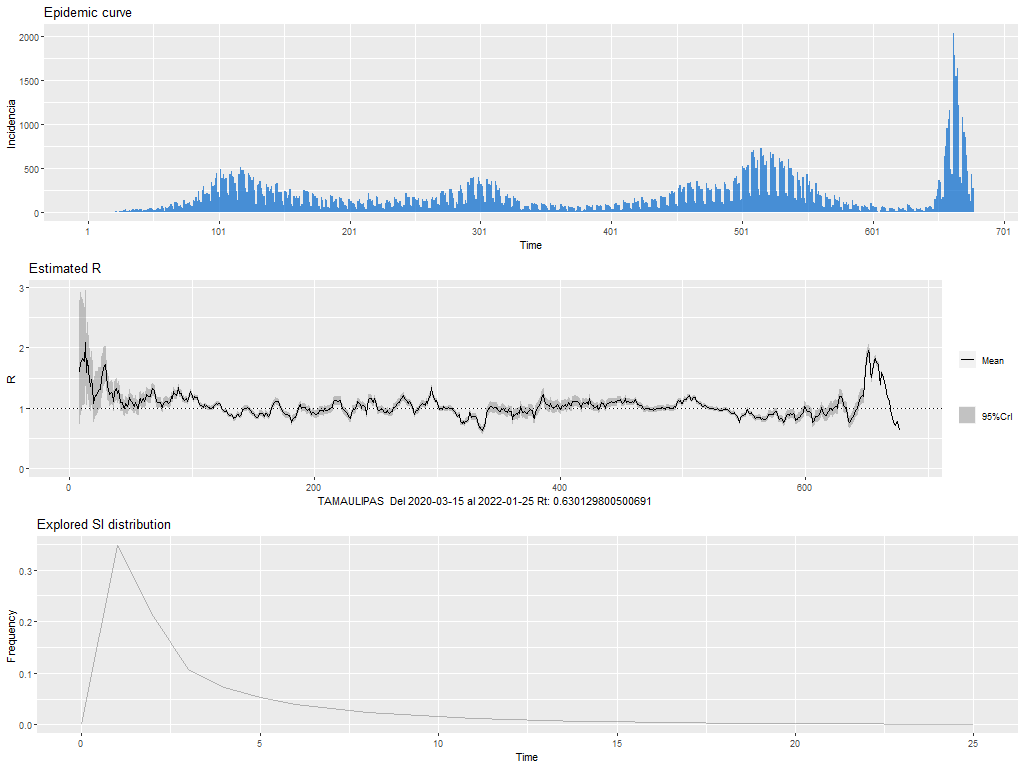 Epidemic curve
2000
1500
1000
500
0
Incidencia
1 101 201 301 401 501 601 701
Time
Estimated R
3
2
1
0
R
Mean
95%CrI
0 200 400 600
TAMAULIPAS Del 2020-03-15 al 2022-01-25 Rt: 0.630129800500691
Explored SI distribution
0.3
0.2
0.1
0.0
Frequency
0 5 10 15 20 25
Time